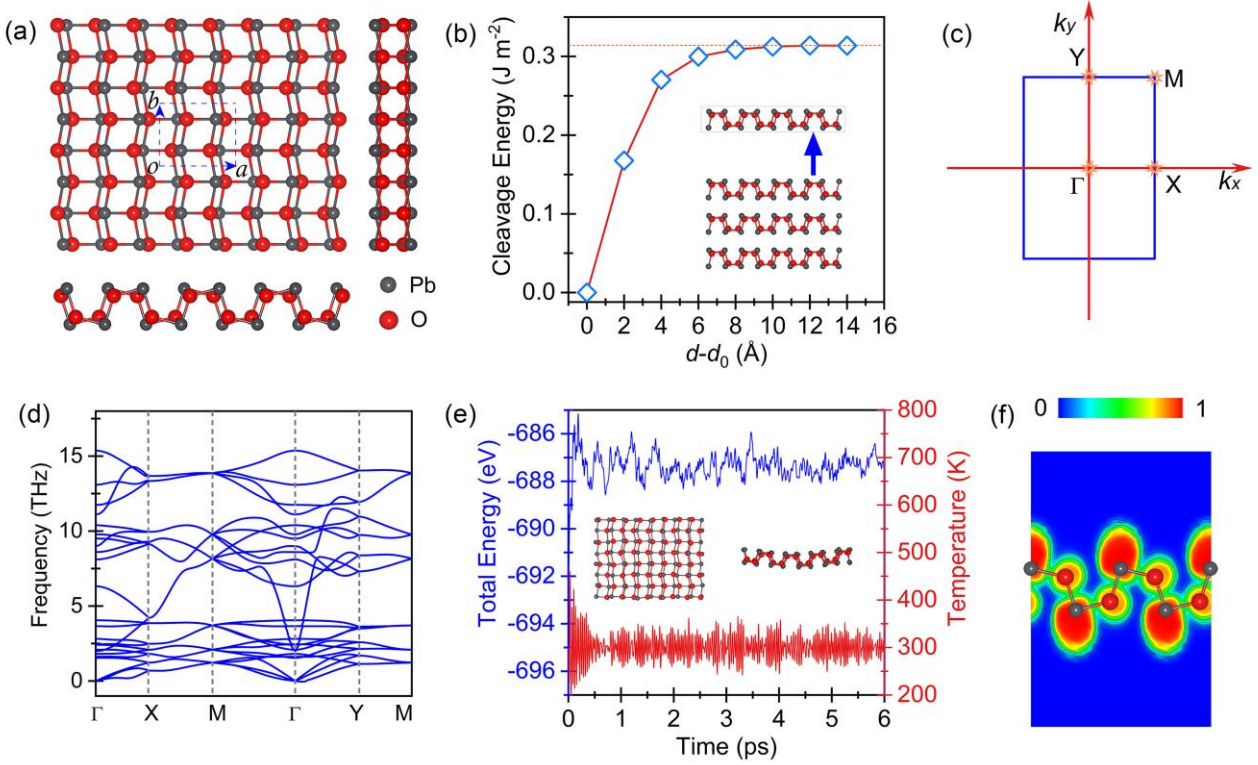 (a)
b
o
a
Pb
O
(b)
Cleavage Energy (J m-2)
0.3
0.2
0.1
0.0
0 2 4 6 8 10 12 14 16
d-d0 (Å)
(c)
ky
Y
M
Γ
X
kx
(d)
Frequency (THz)
15
10
5
0
Γ X M Γ Y M
(e)
Total Energy (eV)
-686
-688
-690
-692
-694
-696
0 1 2 3 4 5 6
Time (ps)
800
700
600
500
400
300
200
Temperature (K)
(f)
0 1